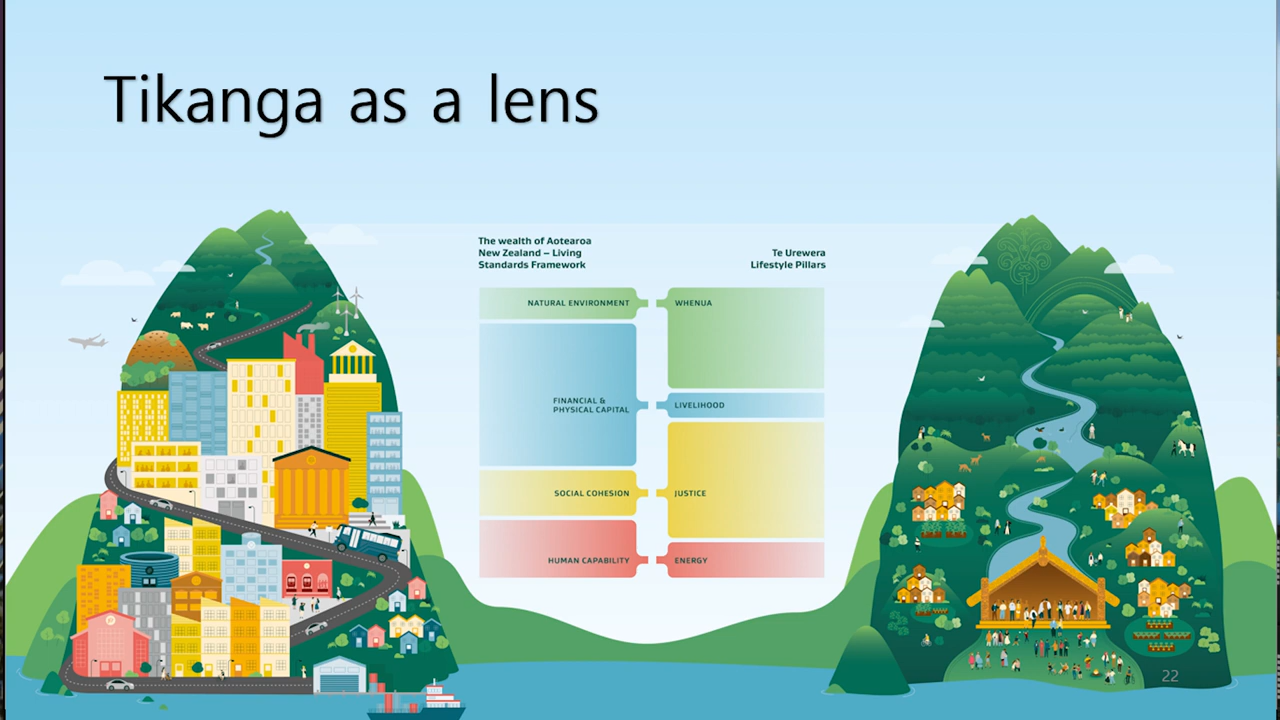 Tikanga as a lens
The wealth of Aotearoa
New Zealand – Living
Standards Framework
Te Urewera
Lifestyle Pillars
NATURAL ENVIRONMENT
WHENUA
FINANCIAL &
PHYSICAL CAPITAL
LIVELIHOOD
SOCIAL COHESION
JUSTICE
HUMAN CAPABILITY
ENERGY
22